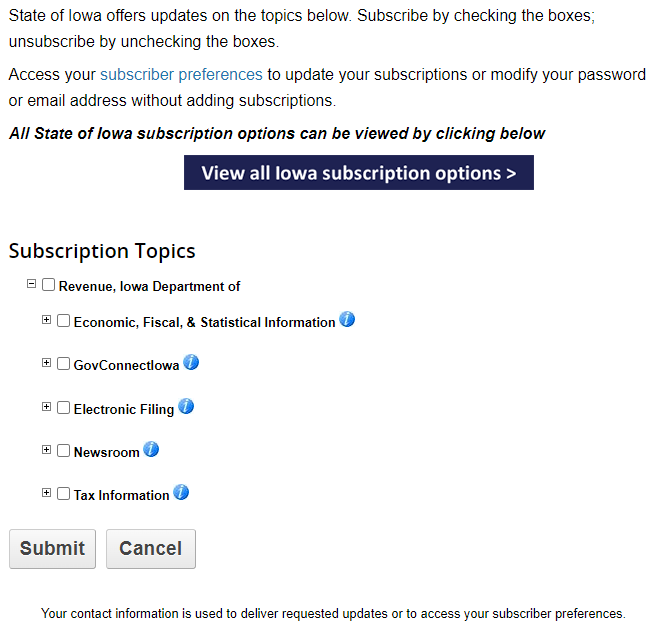 State of Iowa offers updates on the topics below. Subscribe by checking the boxes;
unsubscribe by unchecking the boxes.
Access your subscriber preferences to update your subscriptions or modify your password
or email address without adding subscriptions.
All State of Iowa subscription options can be viewed by clicking below
View all Iowa subscription options >
Subscription Topics
Revenue, Iowa Department of
Economic, Fiscal, & Statistical Information
GovConnectIowa
Electronic Filing
Newsroom
Tax Information
Submit Cancel
Your contact information is used to deliver requested updates or to access your subscriber preferences.